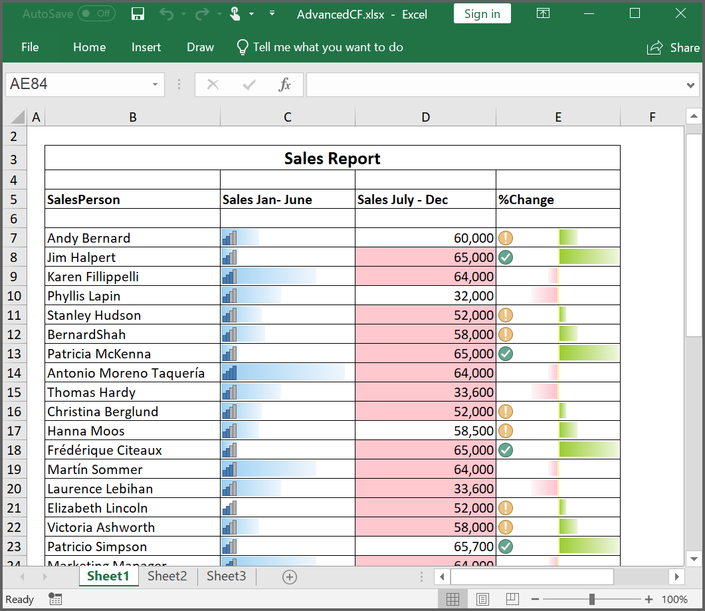 AutoSave Off AdvancedCF.xlsx - Excel Sign in
File Home Insert Draw Tell me what you want to do Share
AE84 fx
A B C D E F
2
3 Sales Report
4
5 SalesPerson Sales Jan- June Sales July - Dec %Change
6
7 Andy Bernard 60,000
8 Jim Halpert 65,000
9 Karen Fillippelli 64,000
10 Phyllis Lapin 32,000
11 Stanley Hudson 52,000
12 BernardShah 58,000
13 Patricia McKenna 65,000
14 Antonio Moreno Taquería 64,000
15 Thomas Hardy 33,600
16 Christina Berglund 52,000
17 Hanna Moos 58,500
18 Frédérique Citeaux 65,000
19 Martín Sommer 64,000
20 Laurence Lebihan 33,600
21 Elizabeth Lincoln 52,000
22 Victoria Ashworth 58,000
23 Patricio Simpson 65,700
24 Marketing Manager 64,000
Sheet1 Sheet2 Sheet3
Ready 100%